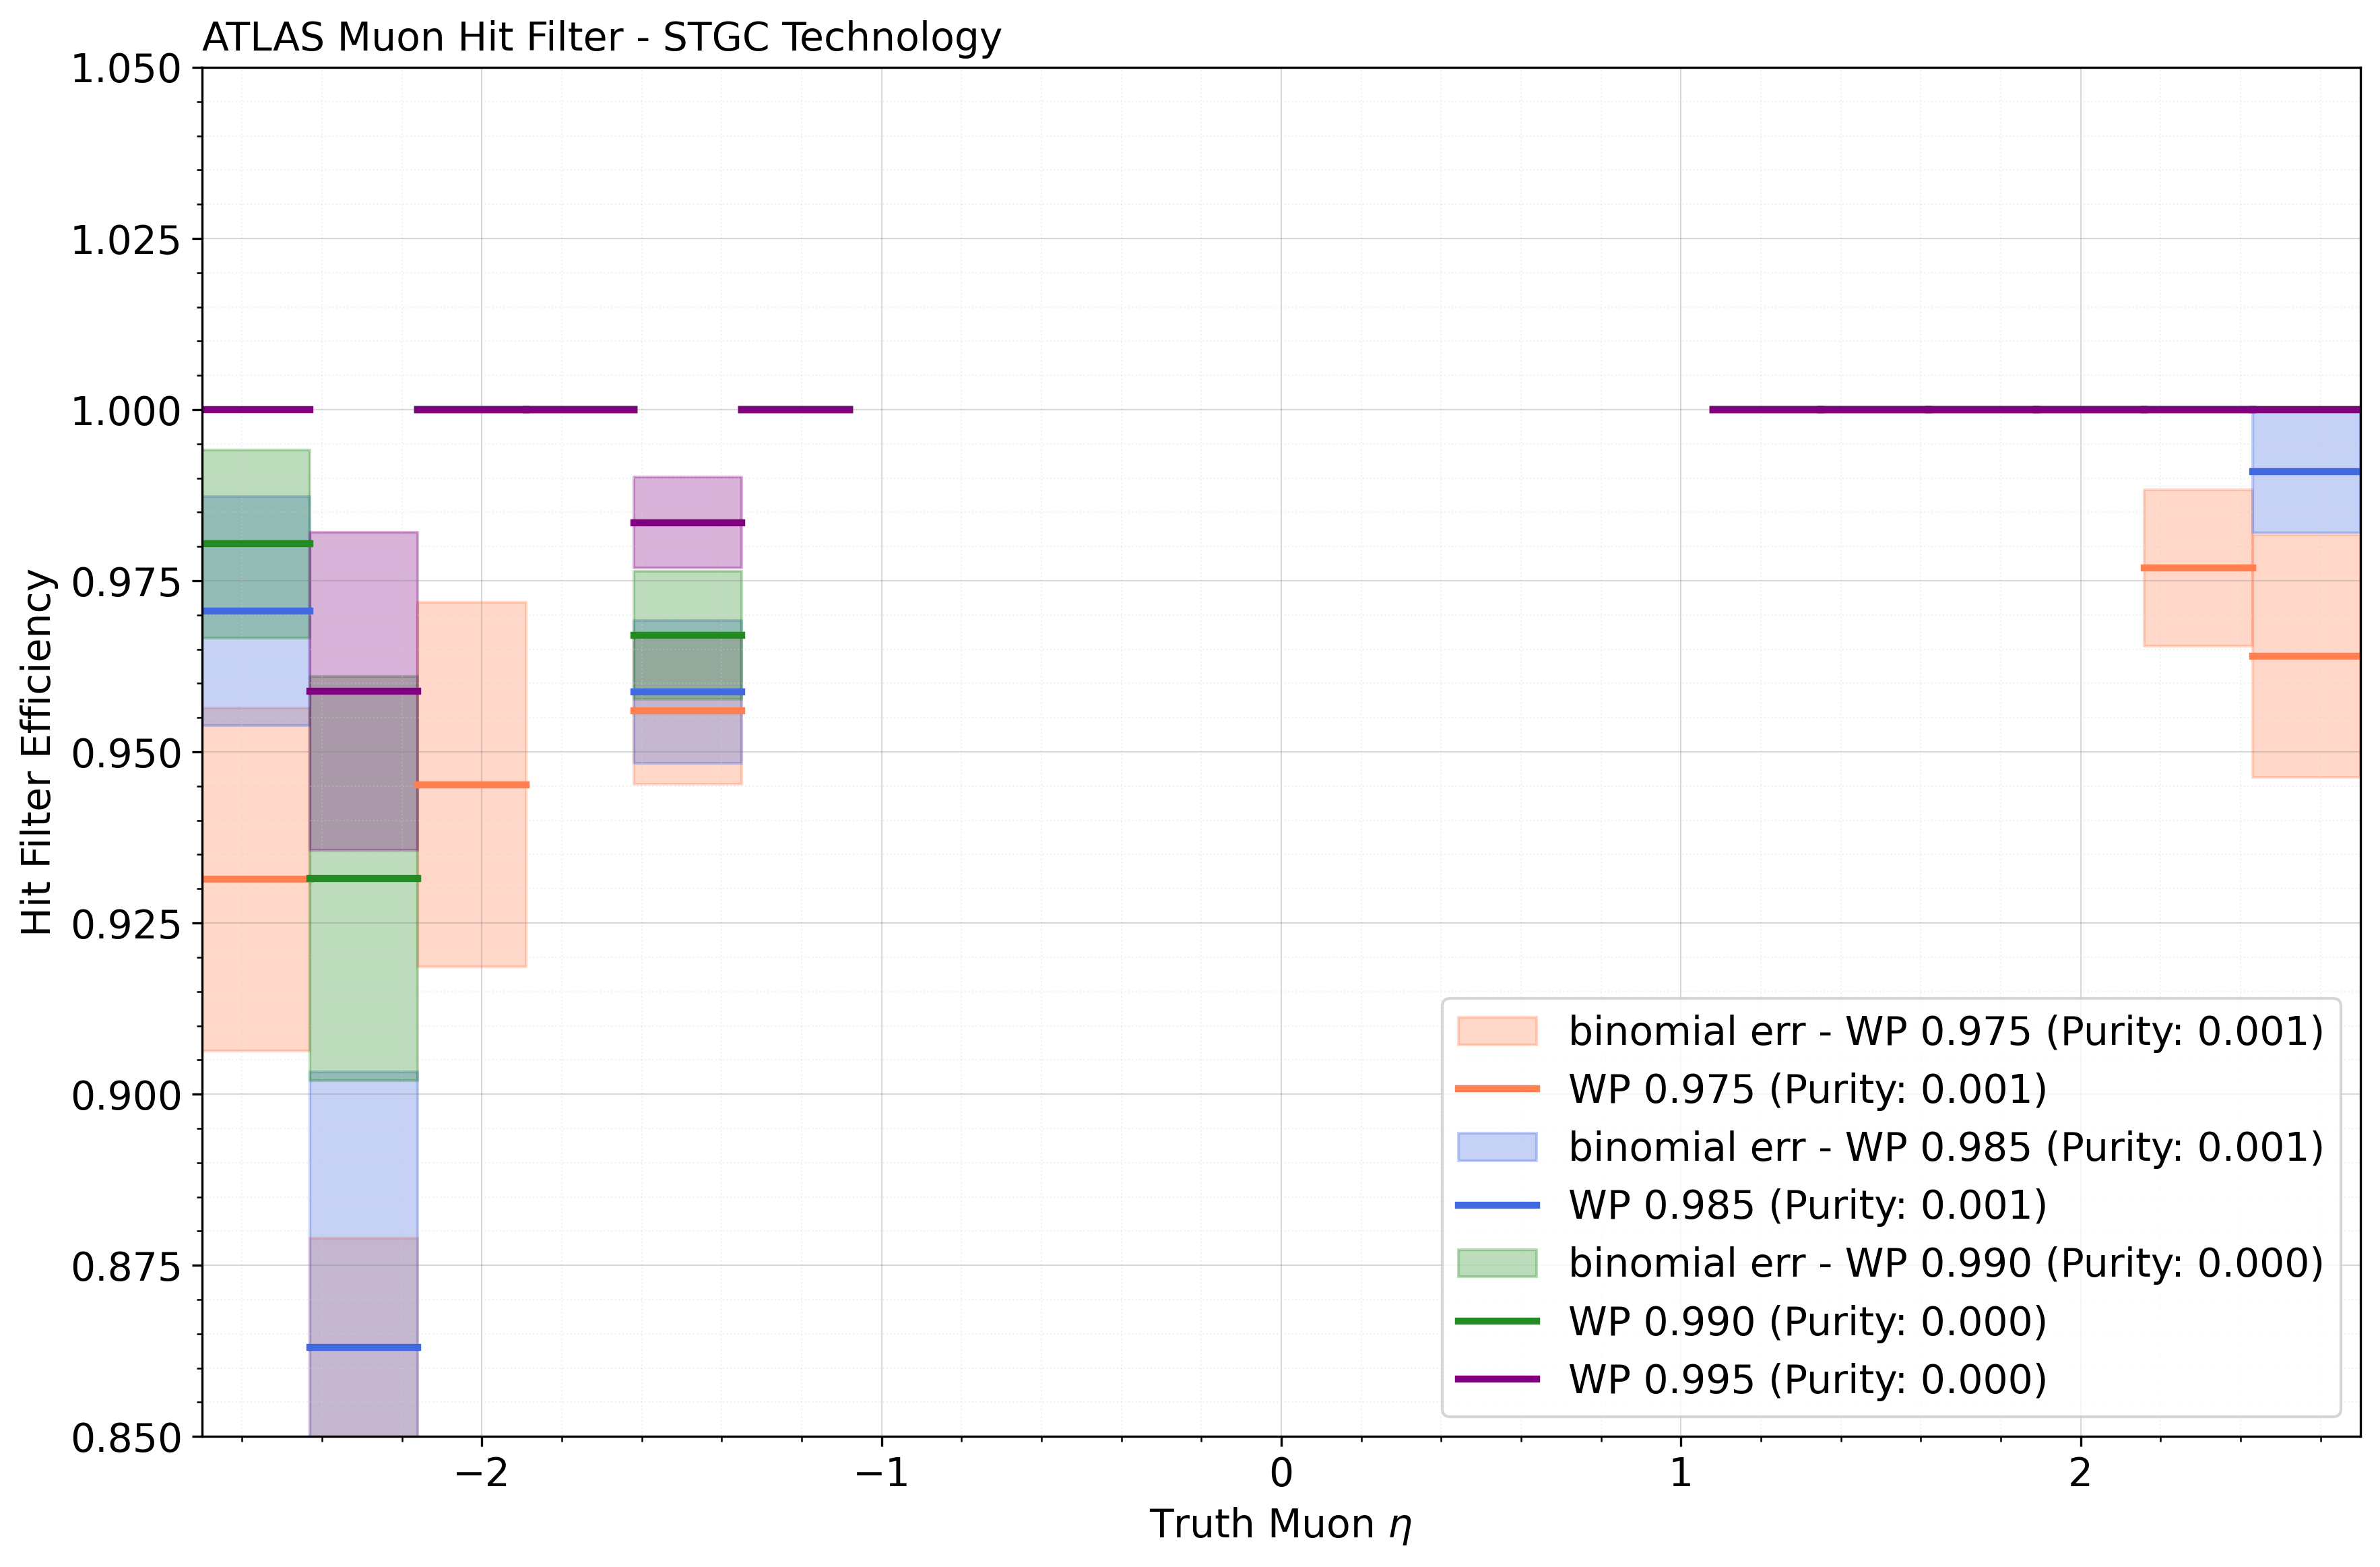 ATLAS Muon Hit Filter - STGC Technology
1.050
1.025
1.000
0.975
0.950
0.925
0.900
0.875
0.850
Hit Filter Efficiency
binomial err - WP 0.975 (Purity: 0.001)
WP 0.975 (Purity: 0.001)
binomial err - WP 0.985 (Purity: 0.001)
WP 0.985 (Purity: 0.001)
binomial err - WP 0.990 (Purity: 0.000)
WP 0.990 (Purity: 0.000)
WP 0.995 (Purity: 0.000)
−2 −1 0 1 2
Truth Muon η